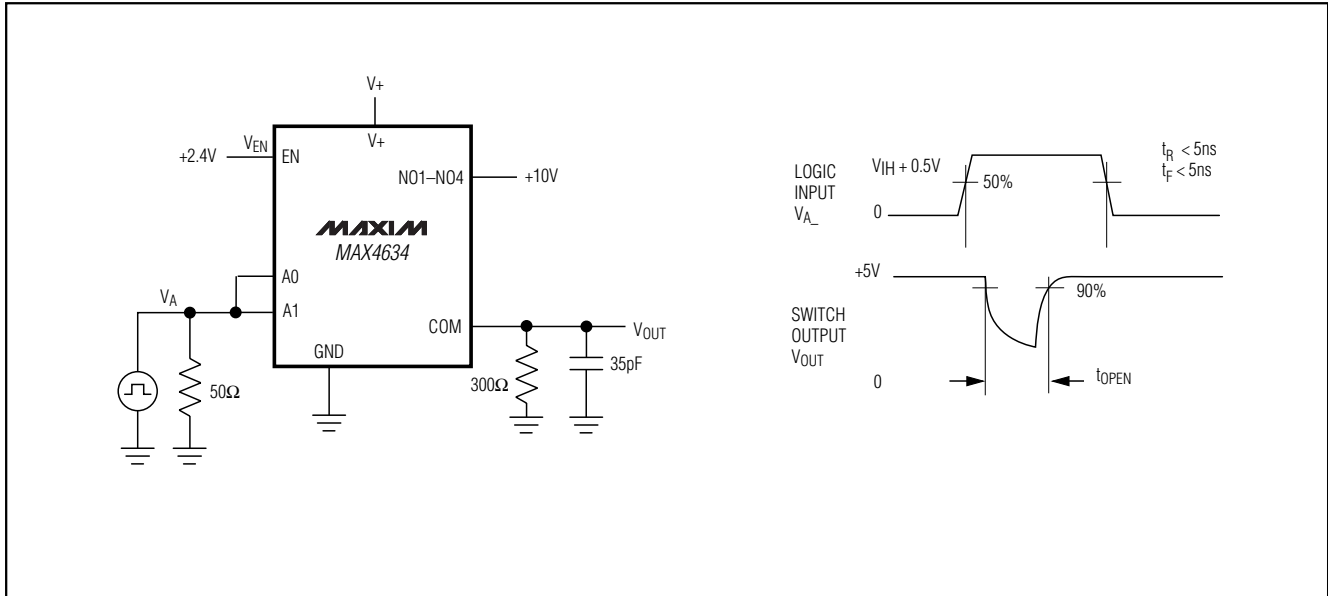 V+
V+
+2.4V
VEN
EN
NO1–NO4
+10V
MAXIM
MAX4634
A0
VA
A1
COM
VOUT
GND
50Ω
300Ω
35pF
LOGIC
INPUT
VA_
VIH + 0.5V
50%
0
tR < 5ns
tF < 5ns
+5V
90%
SWITCH
OUTPUT
VOUT
0
tOPEN